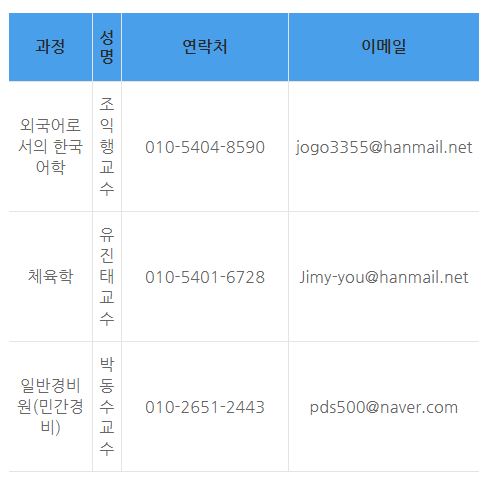 과정
성
명
연락처
이메일
외국어로
서의 한국
어학
조
익
행
교
수
010-5404-8590
jogo3355@hanmail.net
체육학
유
진
태
교
수
010-5401-6728
Jimy-you@hanmail.net
일반경비
원(민간경
비)
박
동
수
교
수
010-2651-2443
pds500@naver.com